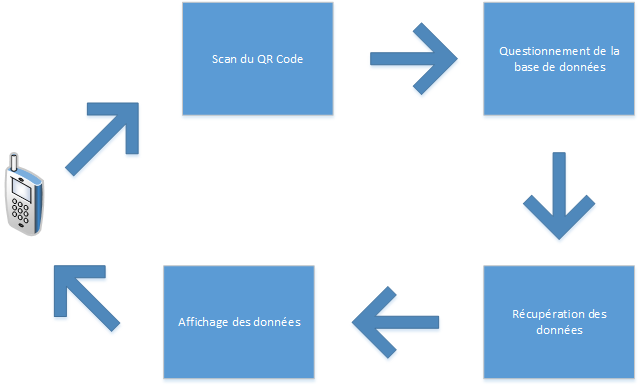 Scan du QR Code
Questionnement de la
base de données
Récupération des
données
Affichage des données